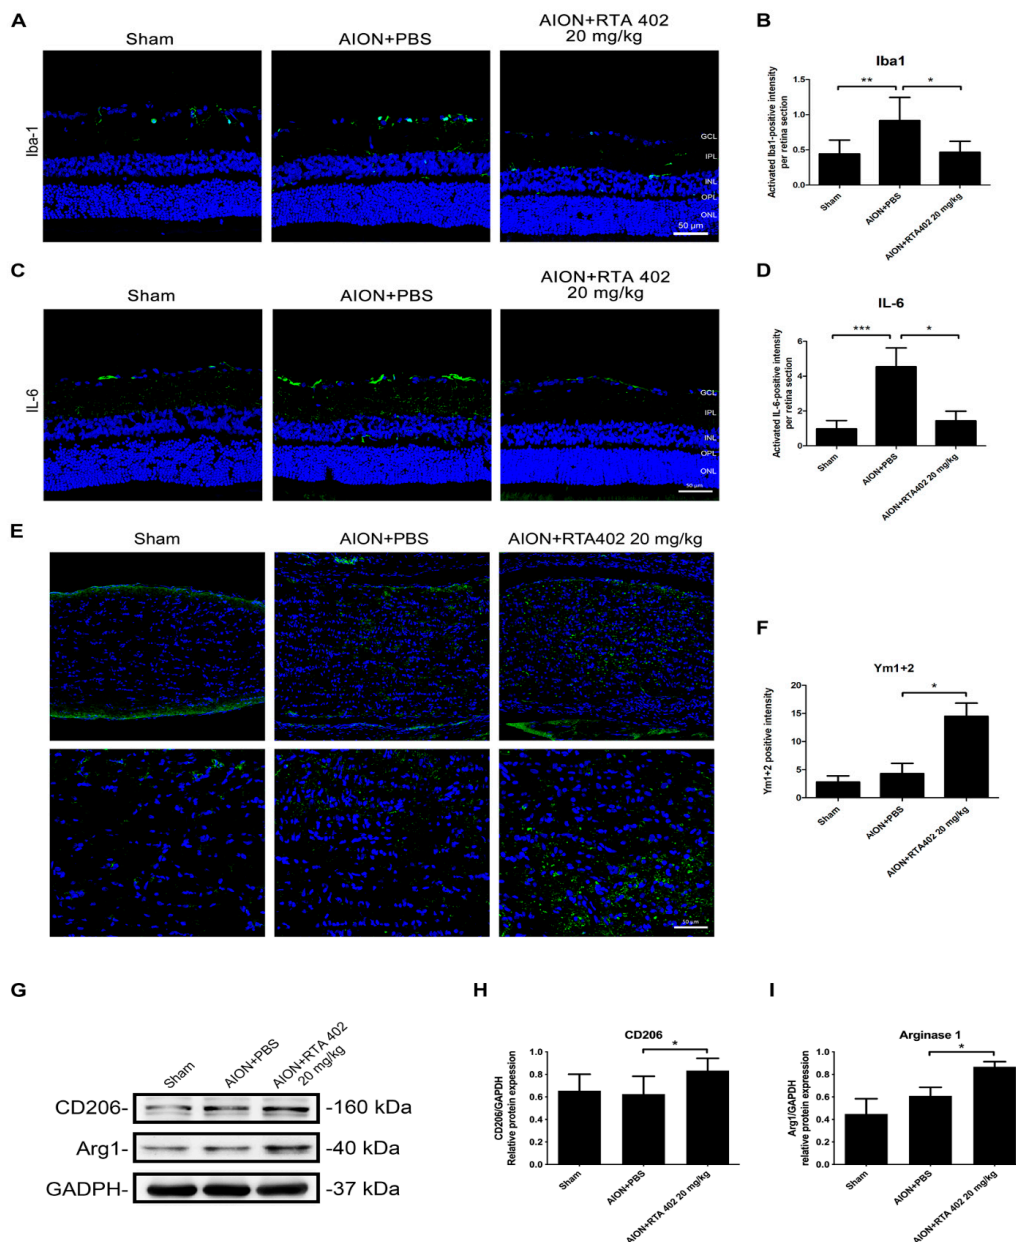 A
Sham
AION+PBS
AION+RTA 402
20 mg/kg
Iba-1
GCL
IPL
INL
OPL
ONL
50 µm
B
Iba1
** *
Activated Iba1-positive intensity
per retina section
1.5
1.0
0.5
0.0
Sham
AION+PBS
AION+RTA402 20 mg/kg
C
Sham
AION+PBS
AION+RTA 402
20 mg/kg
IL-6
GCL
IPL
INL
OPL
ONL
50 µm
D
IL-6
*** *
Activated IL-6-positive intensity
per retina section
6
4
2
0
Sham
AION+PBS
AION+RTA402 20 mg/kg
E
Sham
AION+PBS
AION+RTA402 20 mg/kg
F
Ym1+2
*
Ym1+2 positive intensity
20
15
10
5
0
Sham
AION+PBS
AION+RTA402 20 mg/kg
G
Sham
AION+PBS
AION+RTA 402
20 mg/kg
CD206- -160 kDa
Arg1- -40 kDa
GADPH- -37 kDa
H
CD206
*
CD206/GAPDH
Relative protein expression
1.0
0.8
0.6
0.4
0.2
0.0
Sham
AION+PBS
AION+RTA 402 20 mg/kg
I
Arginase 1
*
Arg1/GAPDH
relative protein expression
1.0
0.8
0.6
0.4
0.2
0.0
Sham
AION+PBS
AION+RTA 402 20 mg/kg